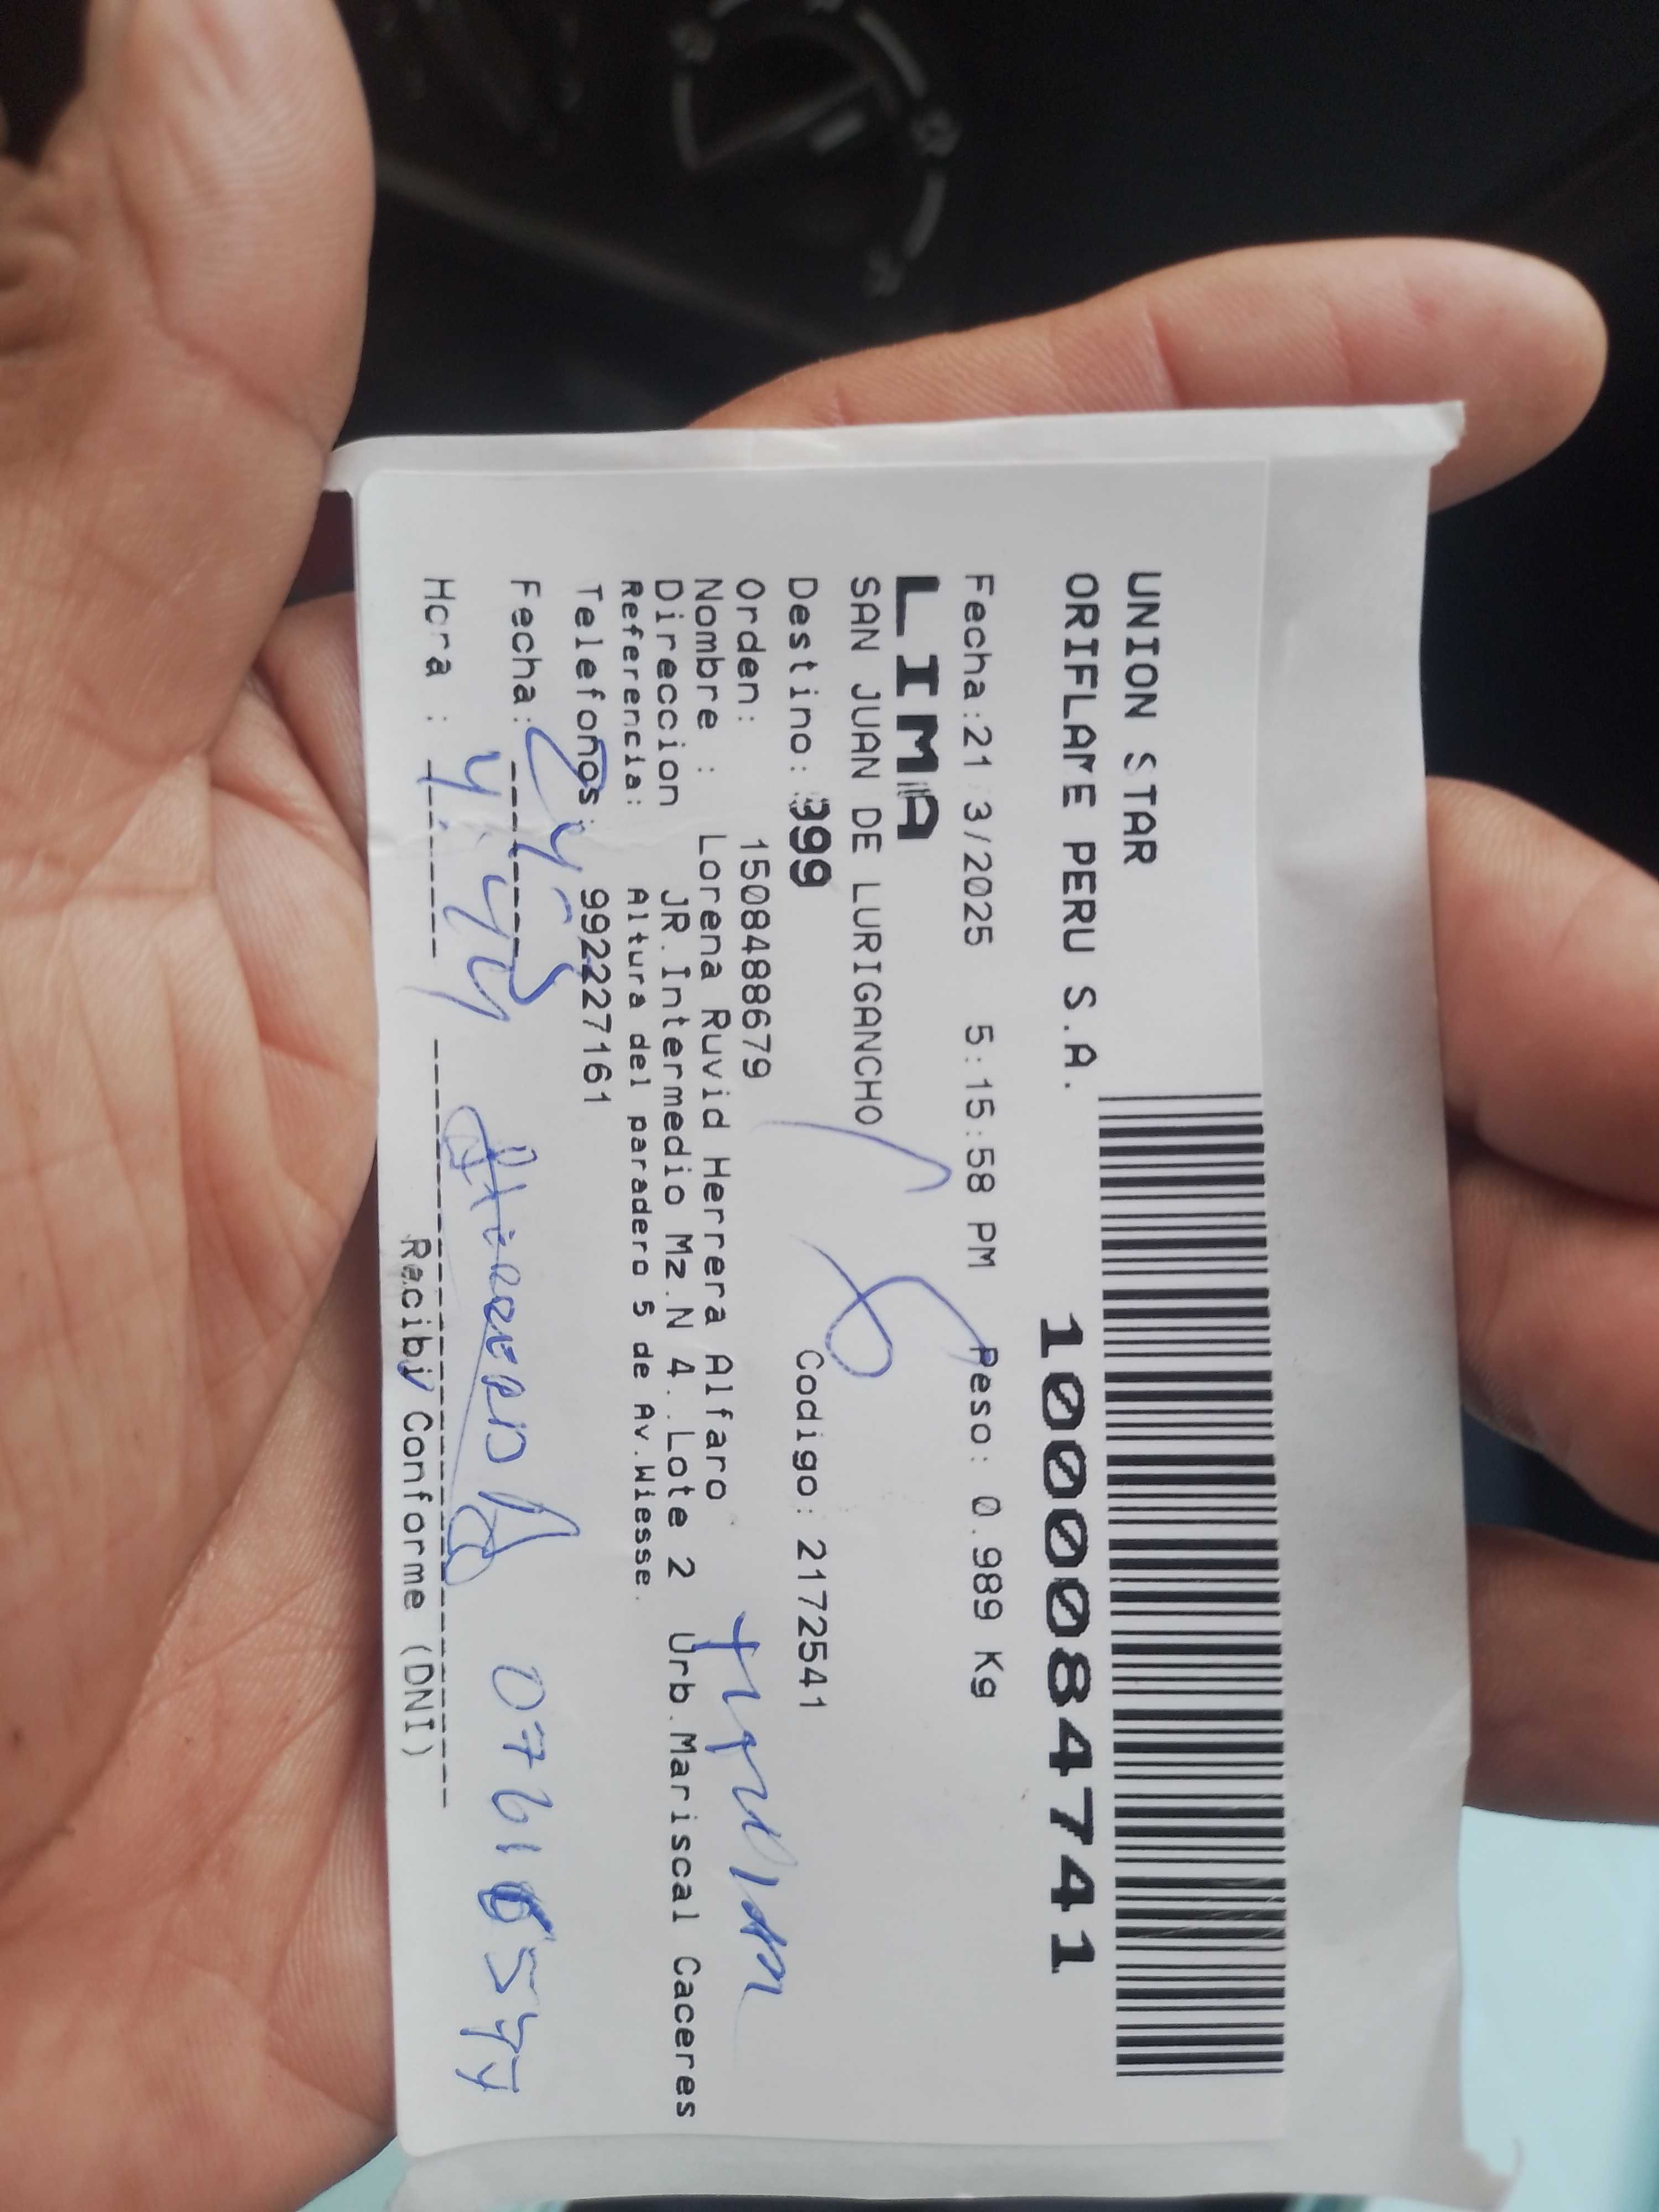 UNION STAR
ORIFLAME PERU S.A.
1000084741
Fecha:21 3/2025 5:15:58 PM Peso: 0.989 Kg
LIMA
SAN JUAN DE LURIGANCHO
Destino: 999 Codigo: 2172541
Orden: 1508488679
Nombre : Lorena Ruvid Herrera Alfaro
Direccion JR.Intermedio Mz.N 4. Lote 2 Urb.Mariscal Caceres
Referencia: Altura del paradero 5 de Av.Wiesse.
Telefonos: 992227161
Fecha:
Hora :
Recibi Conforme (DNI)